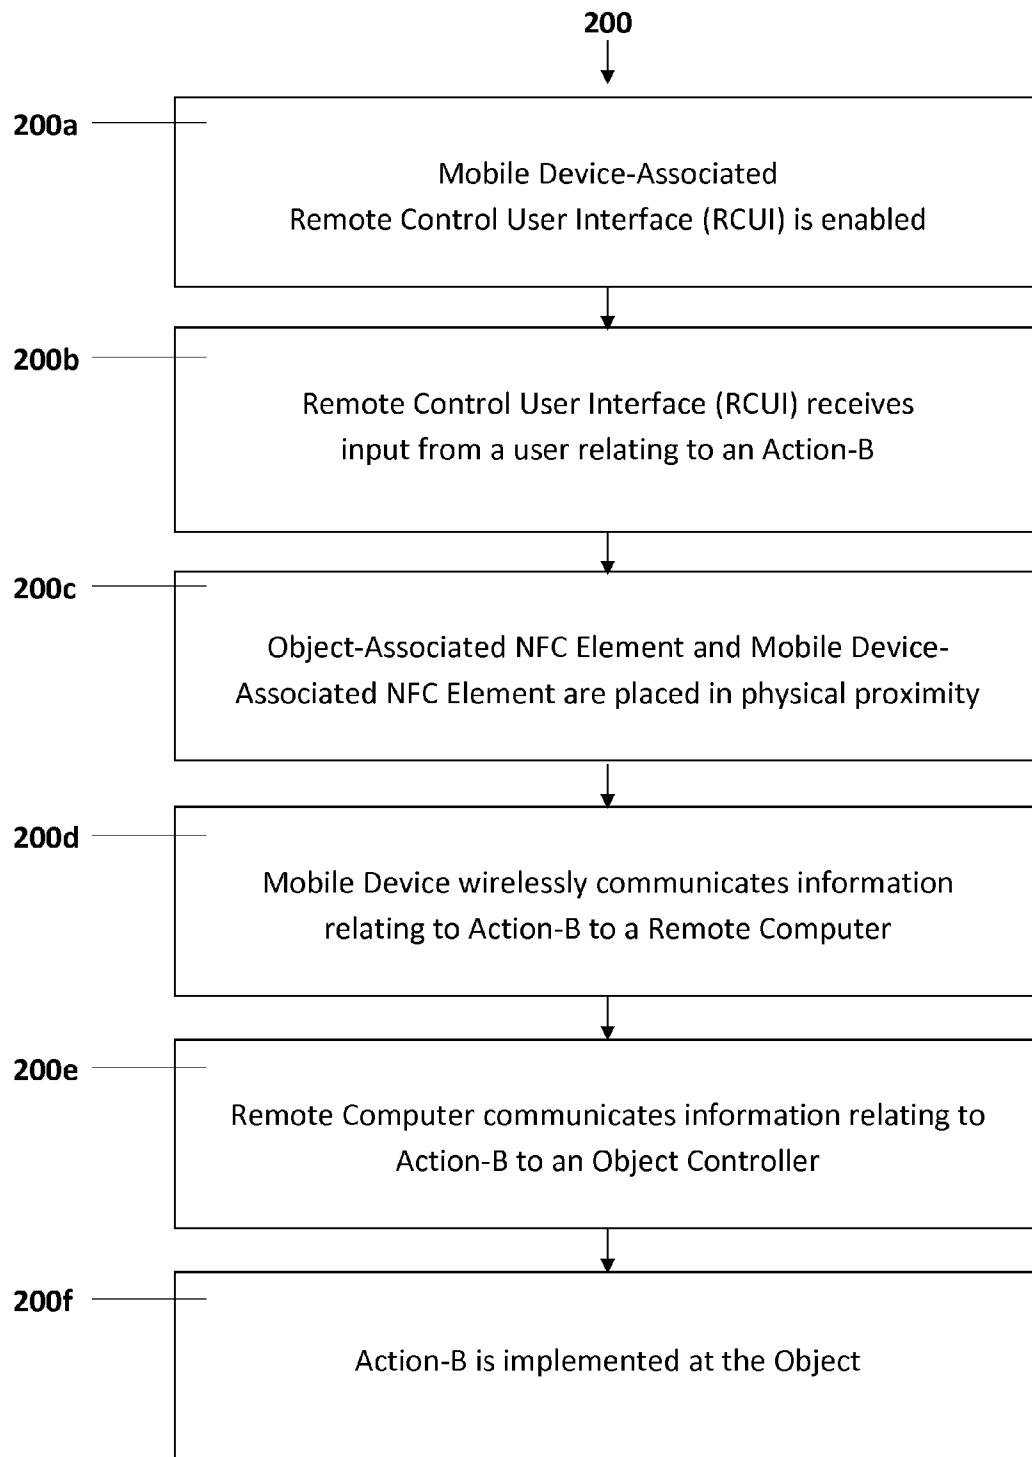 200
200a
Mobile Device-Associated
Remote Control User Interface (RCUI) is enabled
200b
Remote Control User Interface (RCUI) receives
input from a user relating to an Action-B
200c
Object-Associated NFC Element and Mobile Device-
Associated NFC Element are placed in physical proximity
200d
Mobile Device wirelessly communicates information
relating to Action-B to a Remote Computer
200e
Remote Computer communicates information relating to
Action-B to an Object Controller
200f
Action-B is implemented at the Object